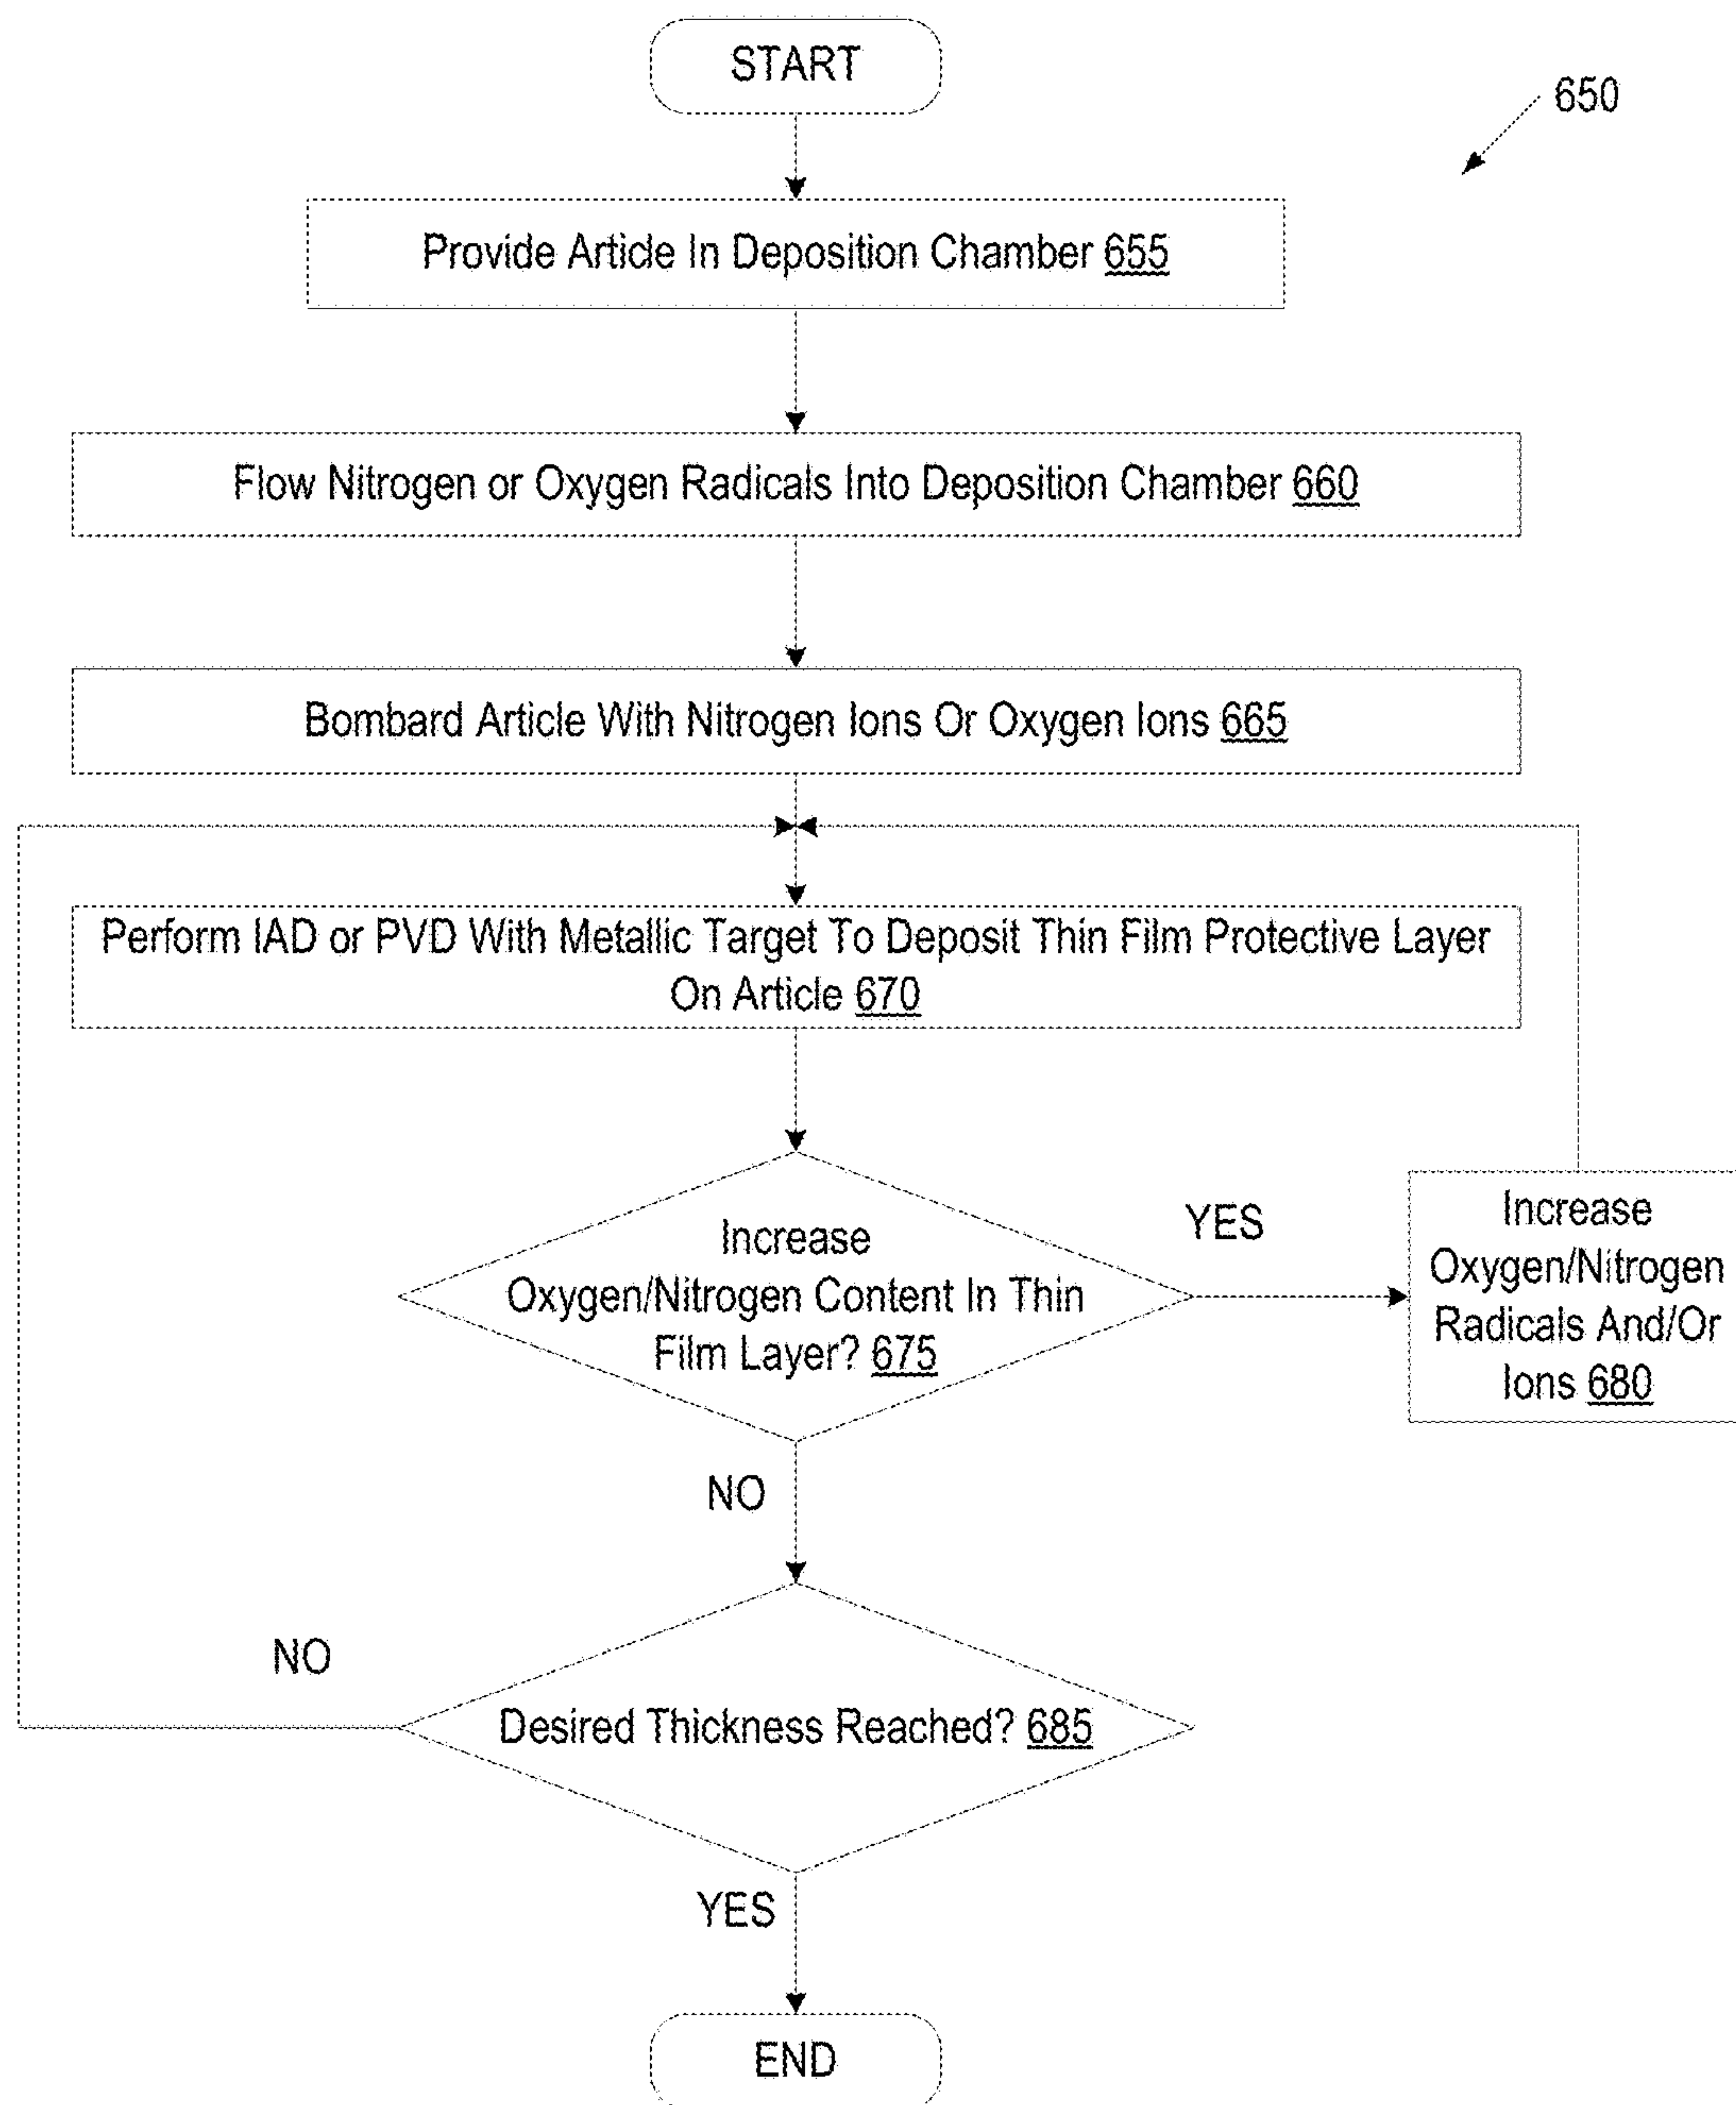 START
650
Provide Article In Deposition Chamber 655
Flow Nitrogen or Oxygen Radicals Into Deposition Chamber 660
Bombard Article With Nitrogen Ions Or Oxygen Ions 665
Perform IAD or PVD With Metallic Target To Deposit Thin Film Protective Layer
On Article 670
Increase
Oxygen/Nitrogen Content In Thin
Film Layer? 675
YES
Increase
Oxygen/Nitrogen
Radicals And/Or
Ions 680
NO
Desired Thickness Reached? 685
NO
YES
END